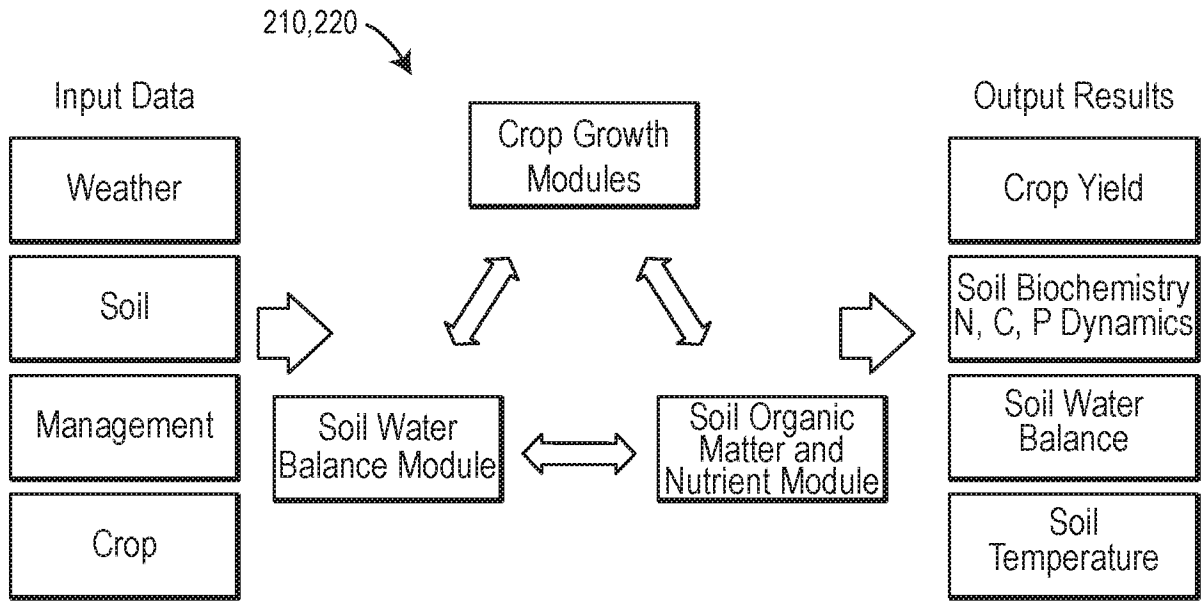 210,220
Input Data
Weather
Soil
Management
Crop
Crop Growth
Modules
Soil Water
Balance Module
Soil Organic
Matter and
Nutrient Module
Output Results
Crop Yield
Soil Biochemistry
N, C, P Dynamics
Soil Water
Balance
Soil
Temperature